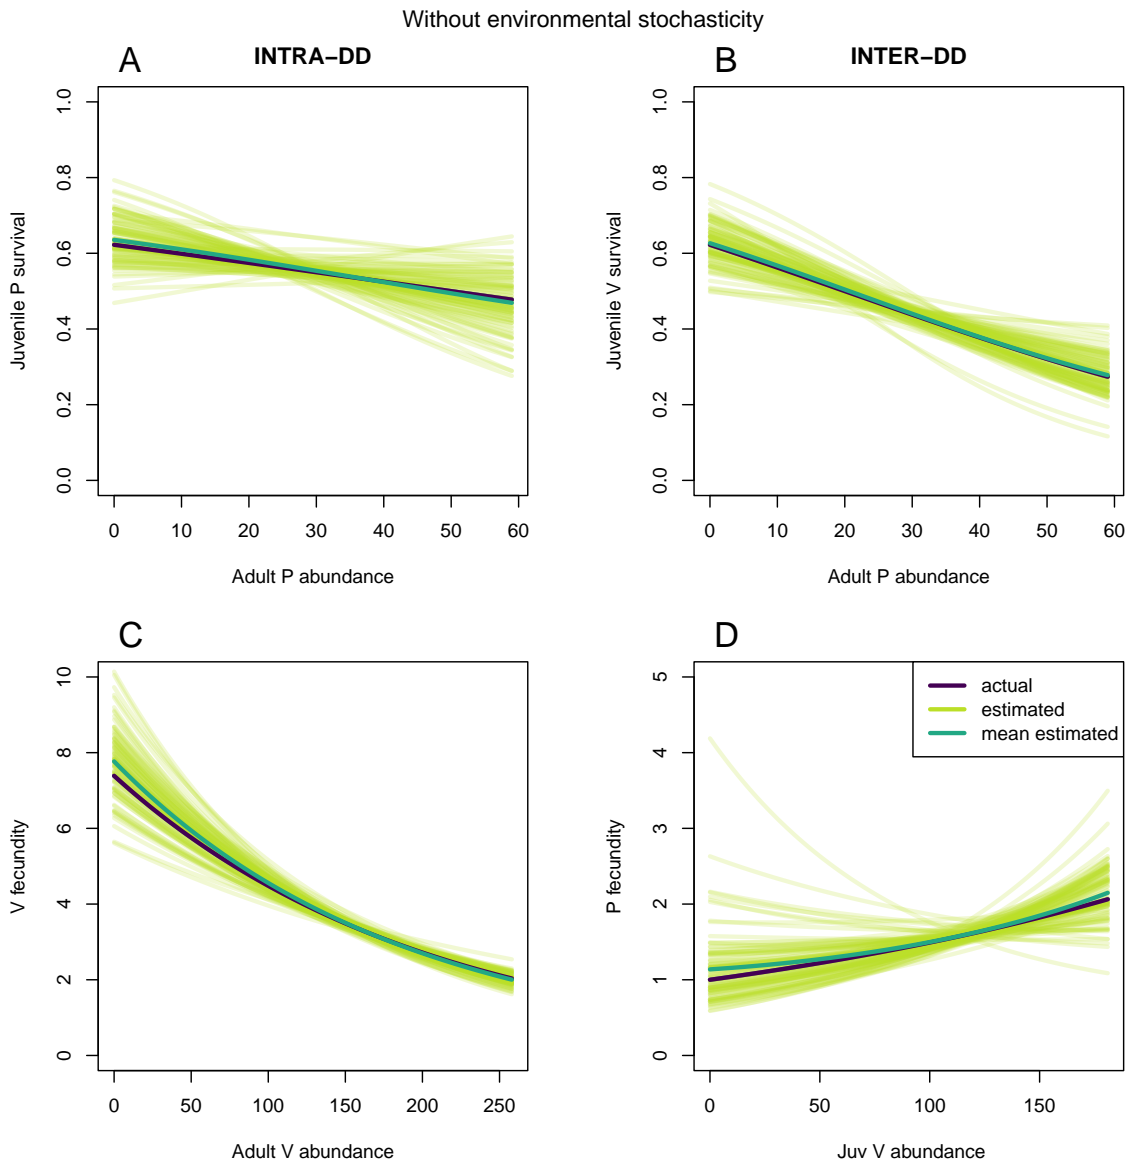 Without environmental stochasticity
A
INTRA−DD
Juvenile P survival
1.0
0.8
0.6
0.4
0.2
0.0
0 10 20 30 40 50 60
Adult P abundance
B
INTER−DD
Juvenile V survival
1.0
0.8
0.6
0.4
0.2
0.0
0 10 20 30 40 50 60
Adult P abundance
C
V fecundity
10
8
6
4
2
0
0 50 100 150 200 250
Adult V abundance
D
P fecundity
5
4
3
2
1
0
actual
estimated
mean estimated
0 50 100 150
Juv V abundance